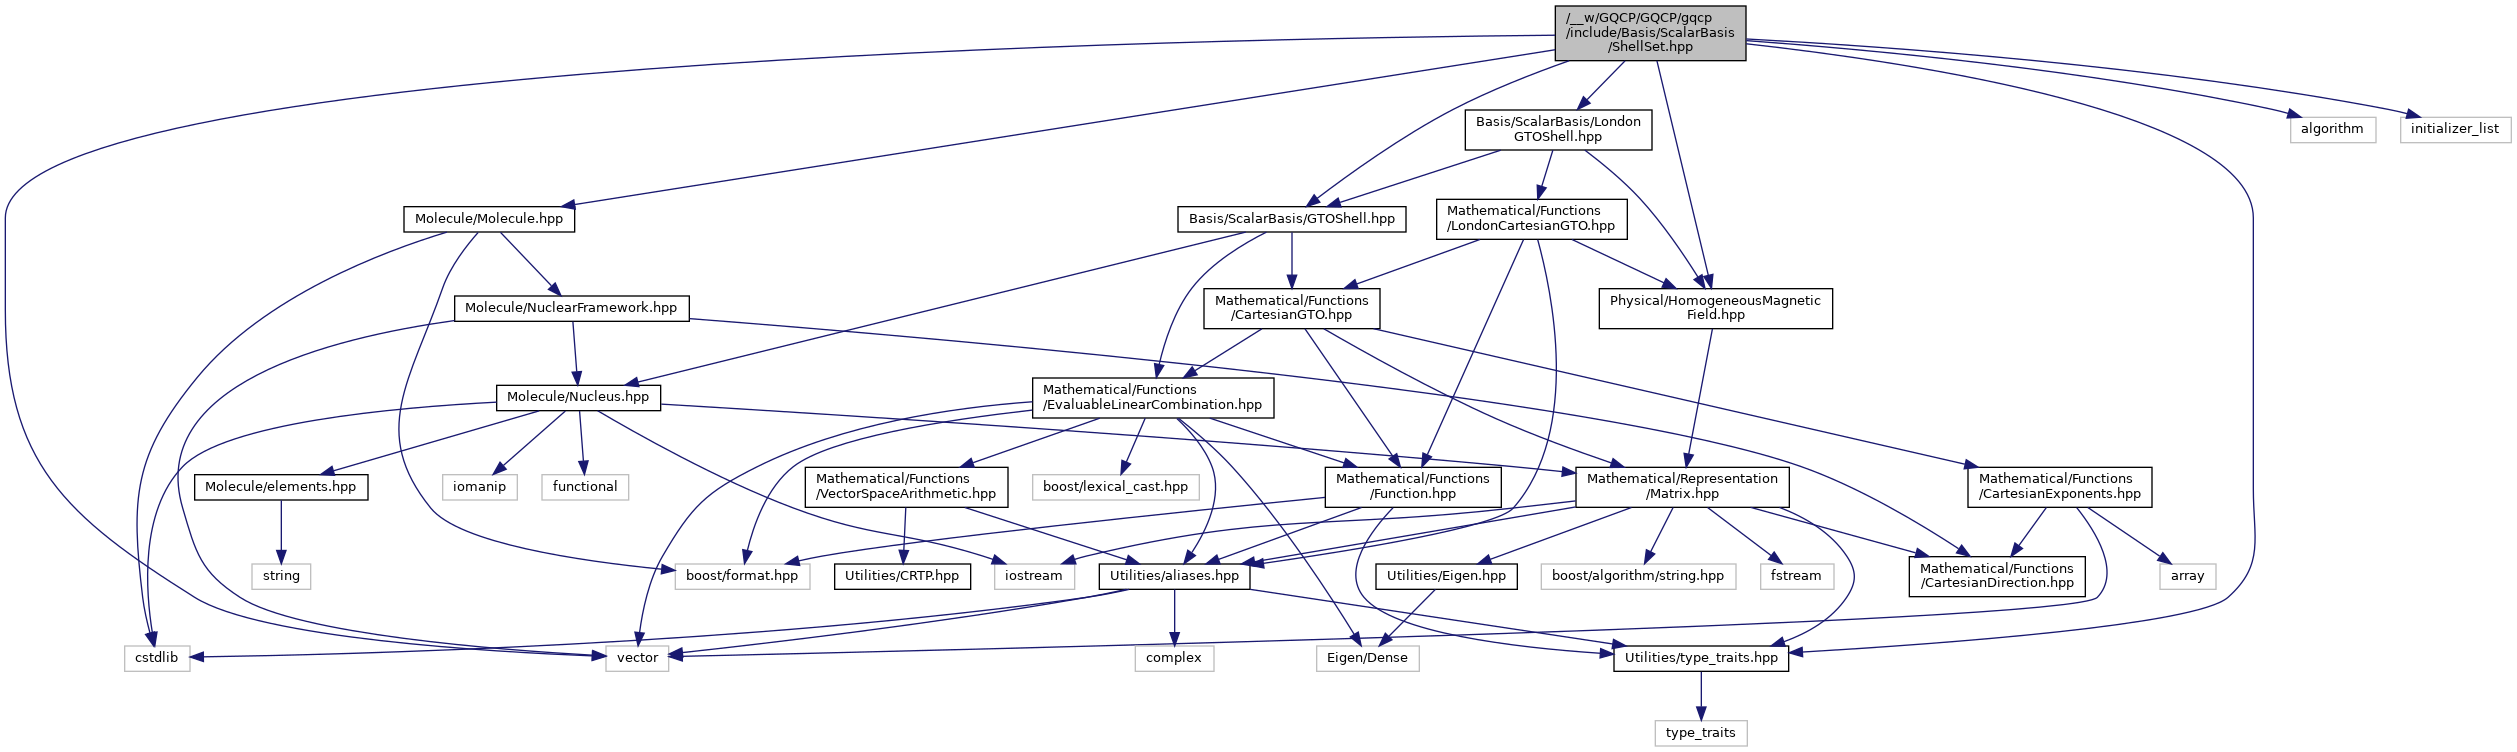 /__w/GQCP/GQCP/gqcp
/include/Basis/ScalarBasis
/ShellSet.hpp
Basis/ScalarBasis/London
GTOShell.hpp
algorithm
initializer_list
Molecule/Molecule.hpp
Basis/ScalarBasis/GTOShell.hpp
Mathematical/Functions
/LondonCartesianGTO.hpp
Molecule/NuclearFramework.hpp
Mathematical/Functions
/CartesianGTO.hpp
Physical/HomogeneousMagnetic
Field.hpp
Molecule/Nucleus.hpp
Mathematical/Functions
/EvaluableLinearCombination.hpp
Molecule/elements.hpp
iomanip
functional
Mathematical/Functions
/VectorSpaceArithmetic.hpp
boost/lexical_cast.hpp
Mathematical/Functions
/Function.hpp
Mathematical/Representation
/Matrix.hpp
Mathematical/Functions
/CartesianExponents.hpp
string
boost/format.hpp
Utilities/CRTP.hpp
iostream
Utilities/aliases.hpp
Utilities/Eigen.hpp
boost/algorithm/string.hpp
fstream
Mathematical/Functions
/CartesianDirection.hpp
array
cstdlib
vector
complex
Eigen/Dense
Utilities/type_traits.hpp
type_traits